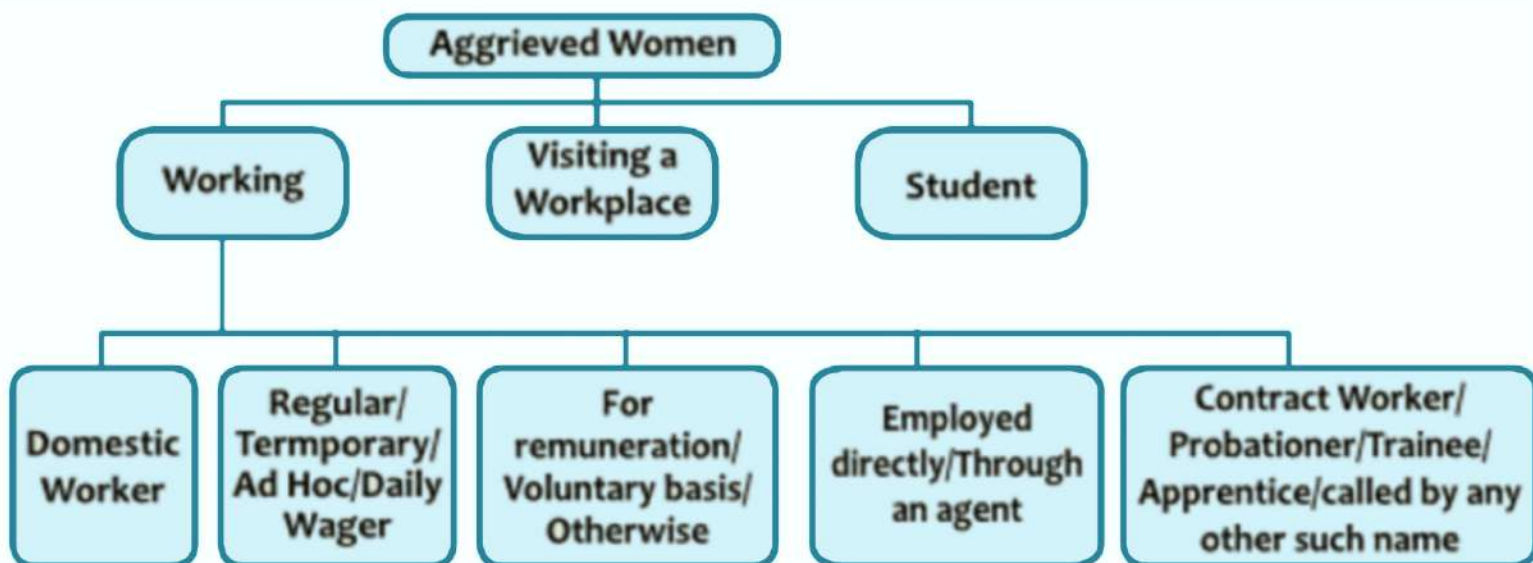 Aggrieved Women
Working
Visiting a
Workplace
Student
Domestic
Worker
Regular/
Termporary/
Ad Hoc/Daily
Wager
For
remuneration/
Voluntary basis/
Otherwise
Employed
directly/Through
an agent
Contract Worker/
Probationer/Trainee/
Apprentice/called by any
other such name